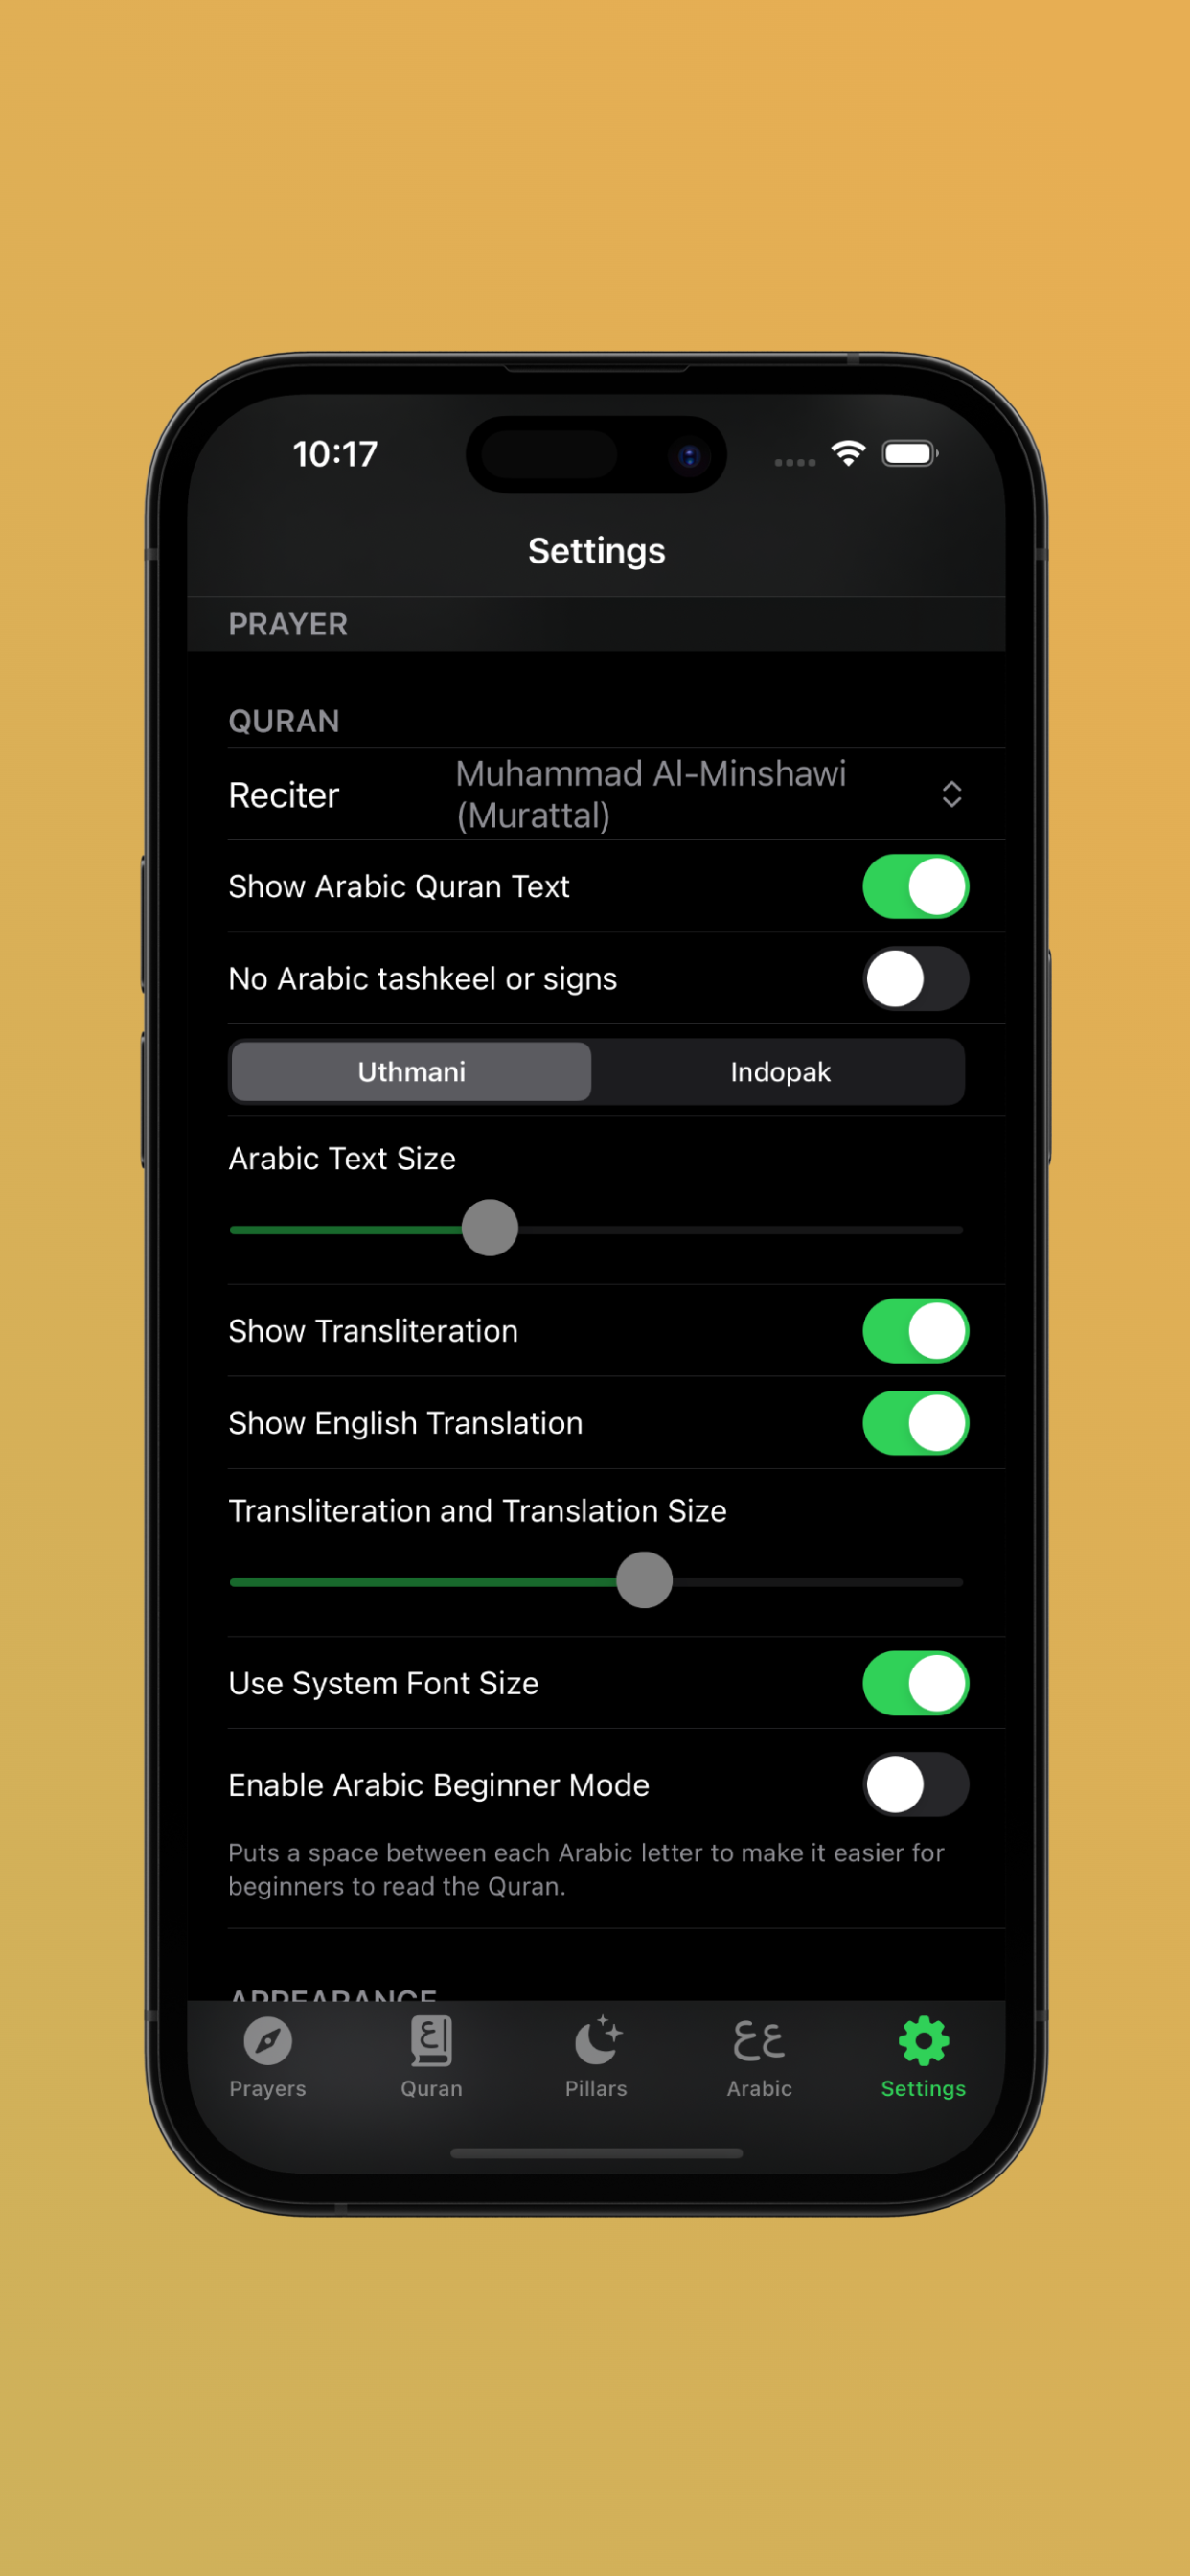 10:17
Settings
PRAYER
QURAN
Reciter
Muhammad Al-Minshawi
(Murattal)
Show Arabic Quran Text
No Arabic tashkeel or signs
Uthmani
Indopak
Arabic Text Size
Show Transliteration
Show English Translation
Transliteration and Translation Size
Use System Font Size
Enable Arabic Beginner Mode
Puts a space between each Arabic letter to make it easier for
beginners to read the Quran.
APPEARANCE
ع
عع
Prayers
Quran
Pillars
Arabic
Settings